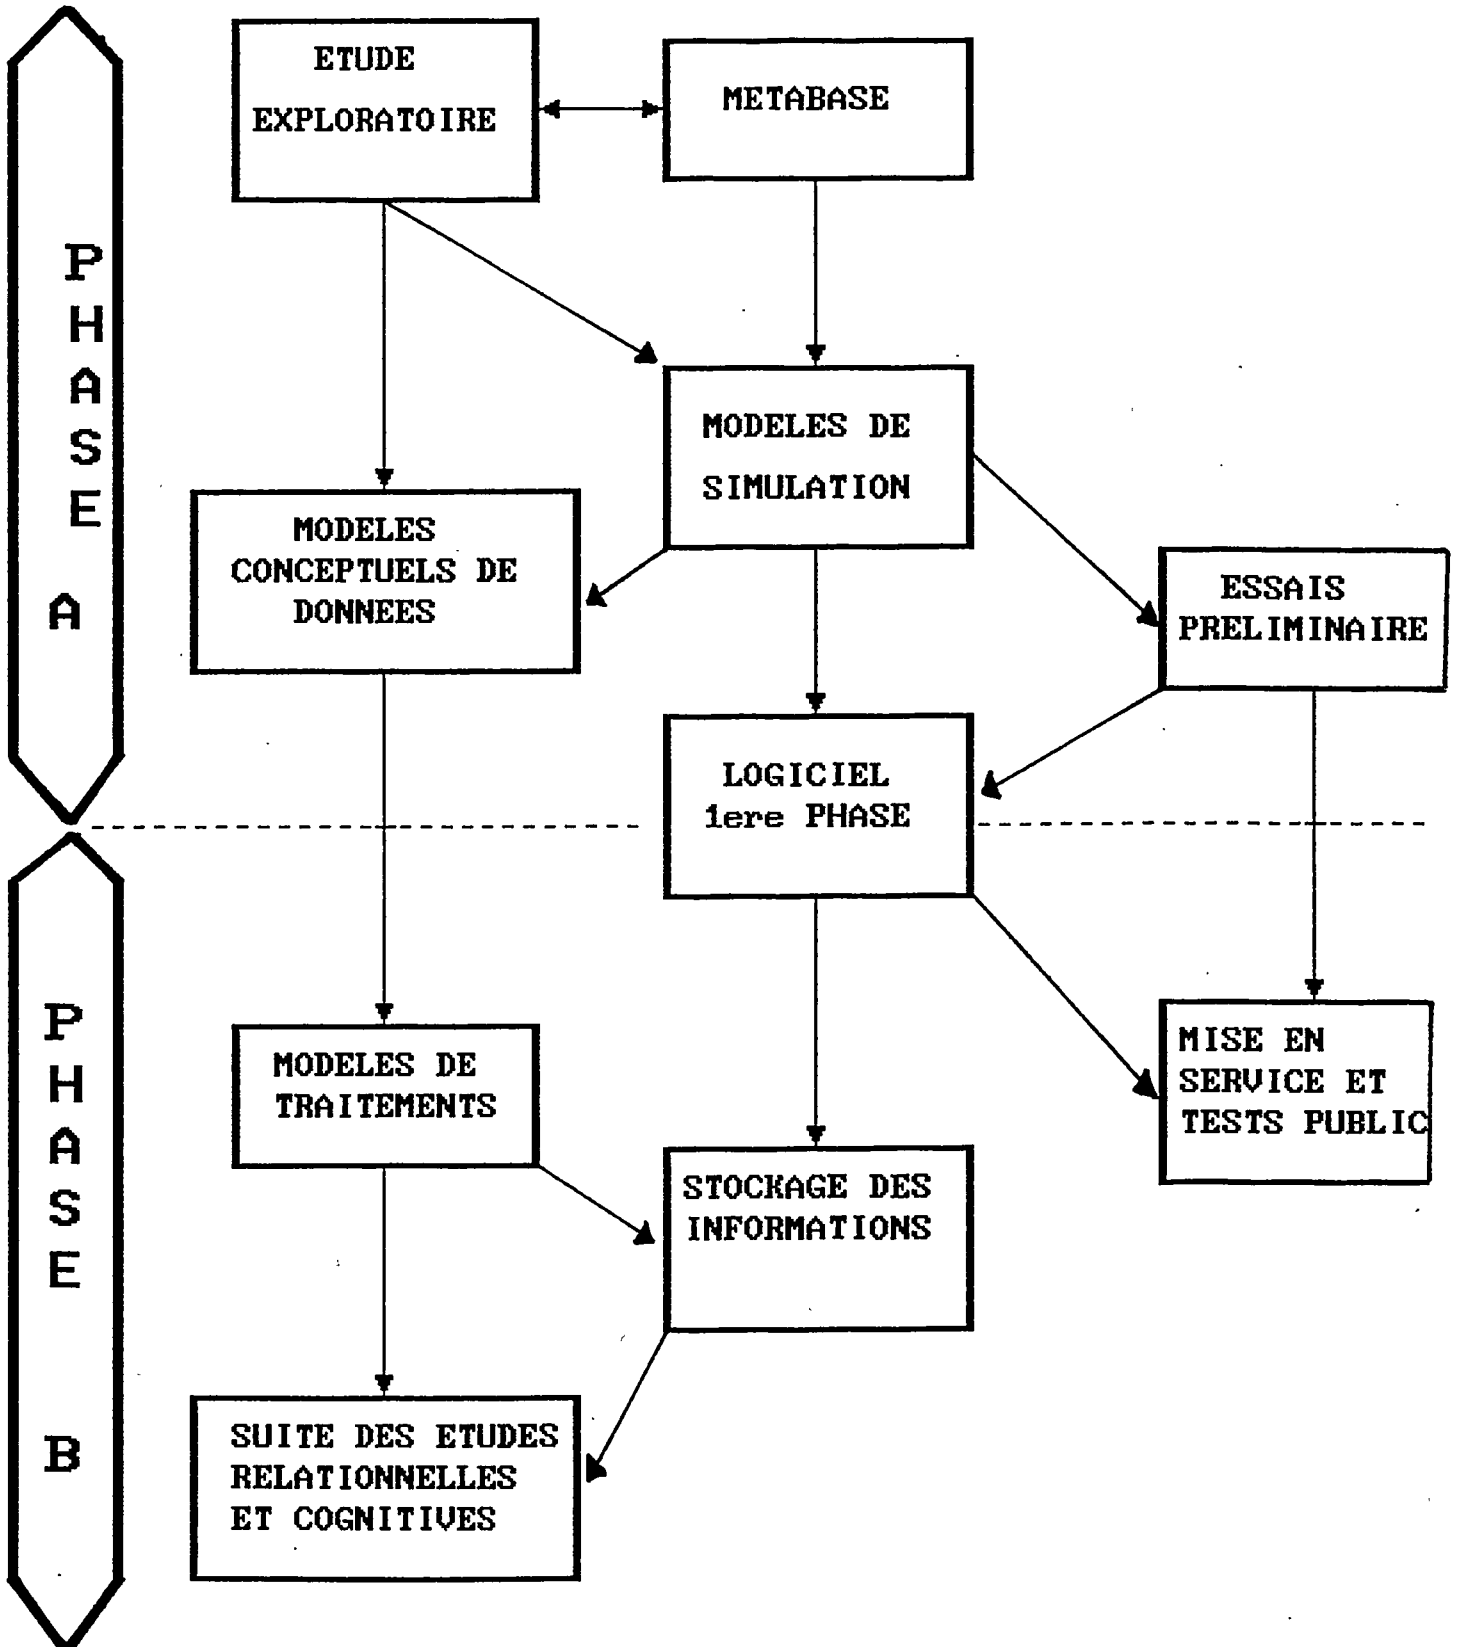 PHASE A
ETUDE
EXPLORATOIRE
METABASE
MODELES DE
SIMULATION
MODELES
CONCEPTUELS DE
DONNEES
ESSAIS
PRELIMINAIRE
LOGICIEL
1ere PHASE
PHASE B
MODELES DE
TRAITEMENTS
MISE EN
SERVICE ET
TESTS PUBLIC
STOCKAGE DES
INFORMATIONS
SUITE DES ETUDES
RELATIONNELLES
ET COGNITIVES